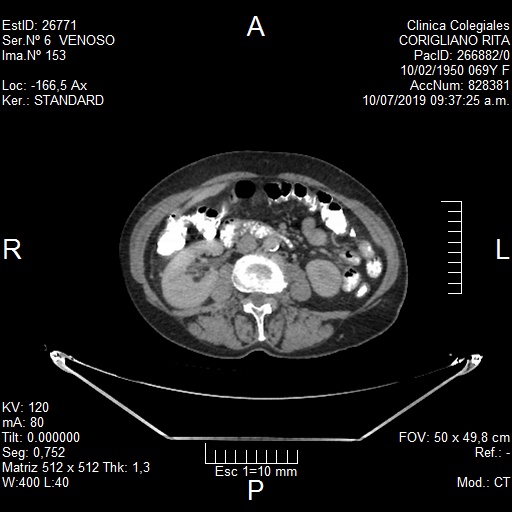 EstID: 26771
Ser.Nº 6 VENOSO
Ima.Nº 153
Loc: -166,5 Ax
Ker.: STANDARD
A
Clinica Colegiales
CORIGLIANO RITA
PacID: 266882/0
10/02/1950 069Y F
AccNum: 828381
10/07/2019 09:37:25 a.m.
R
L
KV: 120
mA: 80
Tilt: 0.000000
Seg: 0,752
Matriz 512 x 512 Thk: 1,3
W:400 L:40
Esc 1=10 mm
P
FOV: 50 x 49,8 cm
Ref.: -
Mod.: CT